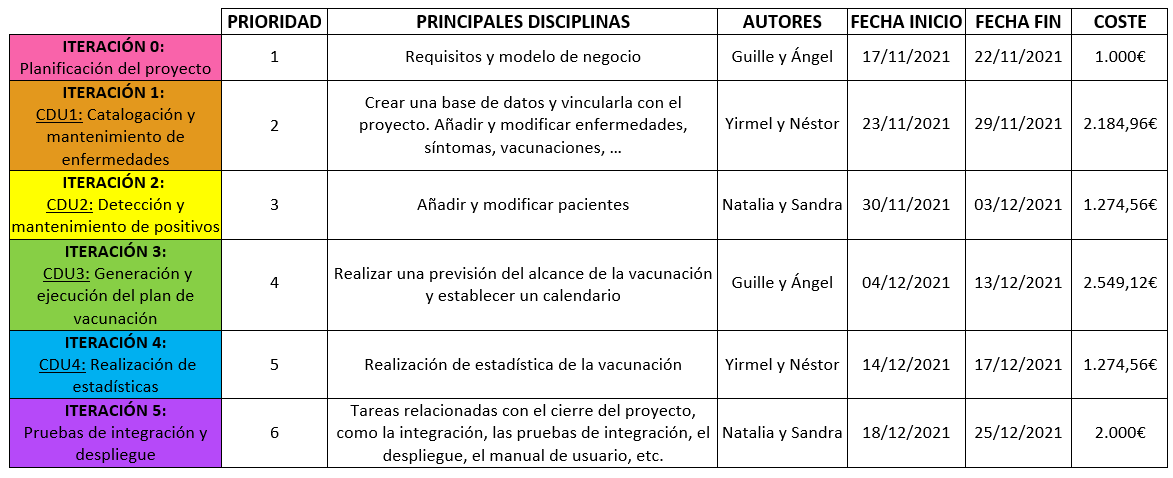 PRIORIDAD PRINCIPALES DISCIPLINAS AUTORES FECHA INICIO FECHA FIN COSTE
ITERACIÓN 0:
Planificación del proyecto
1
Requisitos y modelo de negocio
Guille y Ángel
17/11/2021
22/11/2021
1.000€
ITERACIÓN 1:
CDU1: Catalogación y
mantenimiento de
enfermedades
2
Crear una base de datos y vincularla con el
proyecto. Añadir y modificar enfermedades,
síntomas, vacunaciones, …
Yirmel y Néstor
23/11/2021
29/11/2021
2.184,96€
ITERACIÓN 2:
CDU2: Detección y
mantenimiento de positivos
3
Añadir y modificar pacientes
Natalia y Sandra
30/11/2021
03/12/2021
1.274,56€
ITERACIÓN 3:
CDU3: Generación y
ejecución del plan de
vacunación
4
Realizar una previsión del alcance de la vacunación
y establecer un calendario
Guille y Ángel
04/12/2021
13/12/2021
2.549,12€
ITERACIÓN 4:
CDU4: Realización de
estadísticas
5
Realización de estadística de la vacunación
Yirmel y Néstor
14/12/2021
17/12/2021
1.274,56€
ITERACIÓN 5:
Pruebas de integración y
despliegue
6
Tareas relacionadas con el cierre del proyecto,
como la integración, las pruebas de integración, el
despliegue, el manual de usuario, etc.
Natalia y Sandra
18/12/2021
25/12/2021
2.000€